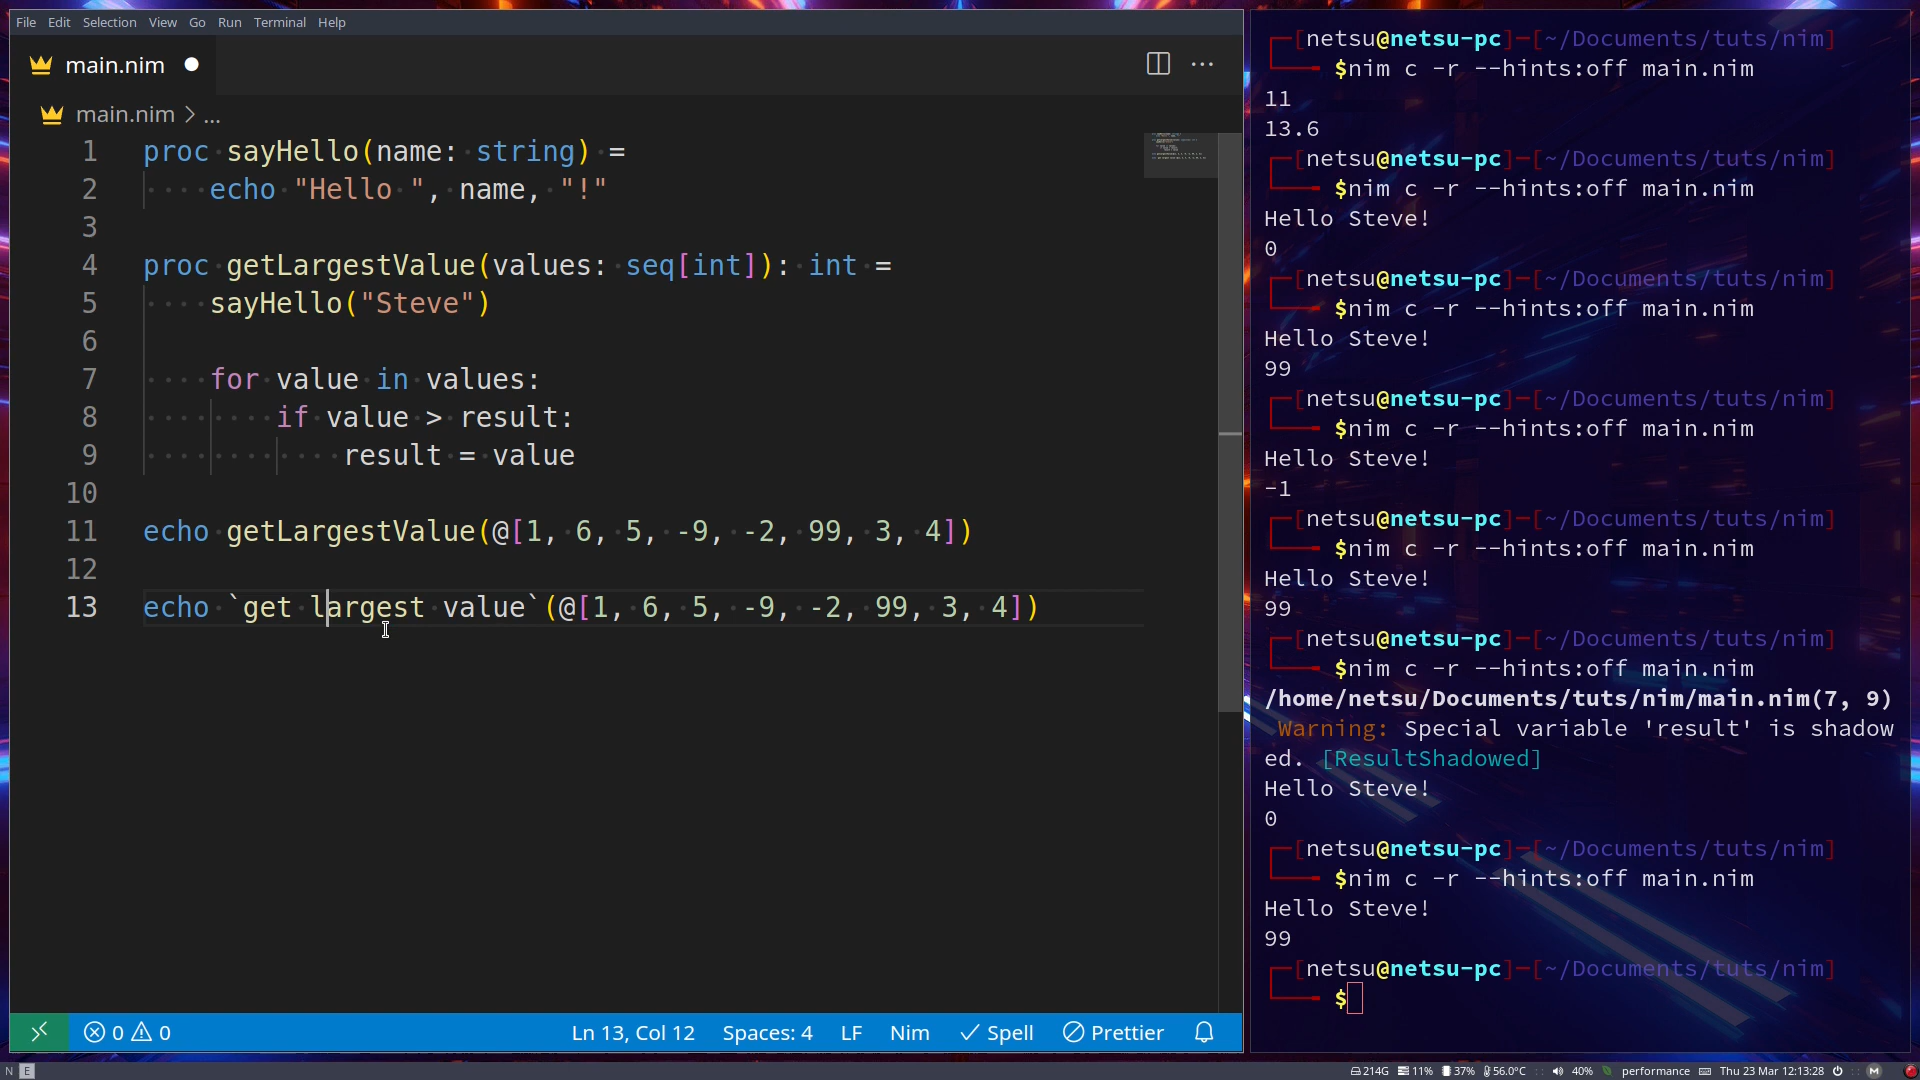 File Edit Selection View Go Run Terminal Help
main.nim
main.nim > ...
1 proc sayHello(name: string) =
2 echo "Hello ", name, "!"
3
4 proc getLargestValue(values: seq[int]): int =
5 sayHello("Steve")
6
7 for value in values:
8 if value > result:
9 result = value
10
11 echo getLargestValue(@[1, 6, 5, -9, -2, 99, 3, 4])
12
13 echo `get largest value`(@[1, 6, 5, -9, -2, 99, 3, 4])
0 0 Ln 13, Col 12 Spaces: 4 LF Nim Spell Prettier
[netsu@netsu-pc]-[~/Documents/tuts/nim]
$nim c -r --hints:off main.nim
11
13.6
[netsu@netsu-pc]-[~/Documents/tuts/nim]
$nim c -r --hints:off main.nim
Hello Steve!
0
[netsu@netsu-pc]-[~/Documents/tuts/nim]
$nim c -r --hints:off main.nim
Hello Steve!
99
[netsu@netsu-pc]-[~/Documents/tuts/nim]
$nim c -r --hints:off main.nim
Hello Steve!
-1
[netsu@netsu-pc]-[~/Documents/tuts/nim]
$nim c -r --hints:off main.nim
Hello Steve!
99
[netsu@netsu-pc]-[~/Documents/tuts/nim]
$nim c -r --hints:off main.nim
/home/netsu/Documents/tuts/nim/main.nim(7, 9)
Warning: Special variable 'result' is shadow
ed. [ResultShadowed]
Hello Steve!
0
[netsu@netsu-pc]-[~/Documents/tuts/nim]
$nim c -r --hints:off main.nim
Hello Steve!
99
[netsu@netsu-pc]-[~/Documents/tuts/nim]
$
N E 214G 11% 37% 56.0°C 40% performance Thu 23 Mar 12:13:28 M